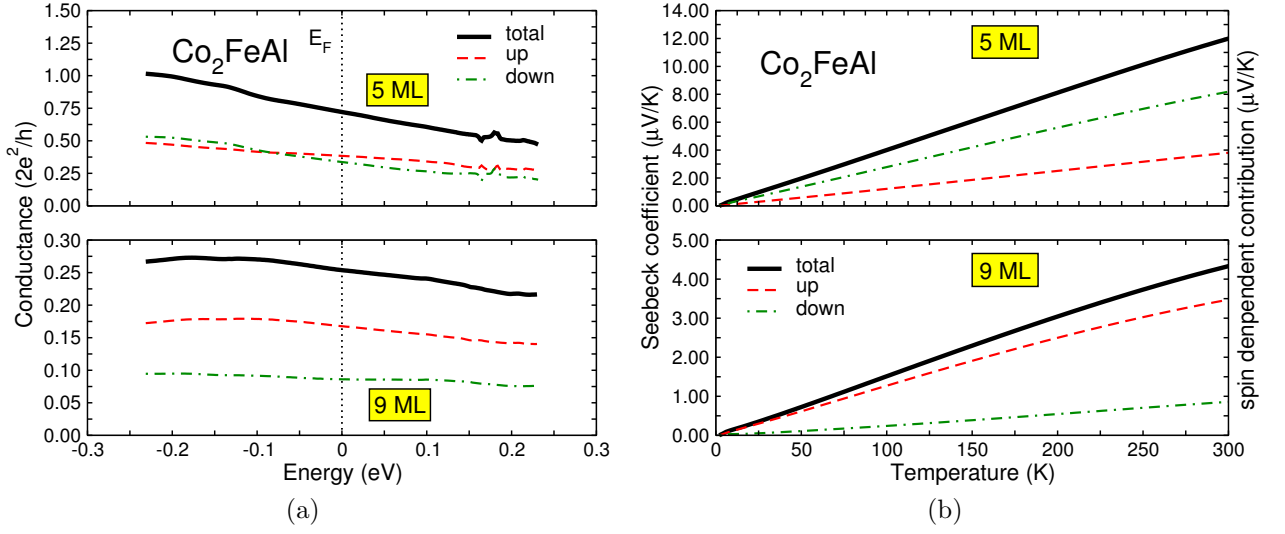 Conductance (2e²/h)
1.50
1.25
1.00
0.75
0.50
0.25
0.00
Co₂FeAl
E_F
total
up
down
5 ML
0.30
0.25
0.20
0.15
0.10
0.05
0.00
9 ML
-0.3 -0.2 -0.1 0 0.1 0.2 0.3
Energy (eV)
(a)
Seebeck coefficient (μV/K)
14.00
12.00
10.00
8.00
6.00
4.00
2.00
0.00
5 ML
Co₂FeAl
5.00
4.00
3.00
2.00
1.00
0.00
total
up
down
9 ML
0 50 100 150 200 250 300
Temperature (K)
spin denpendent contribution (μV/K)
(b)